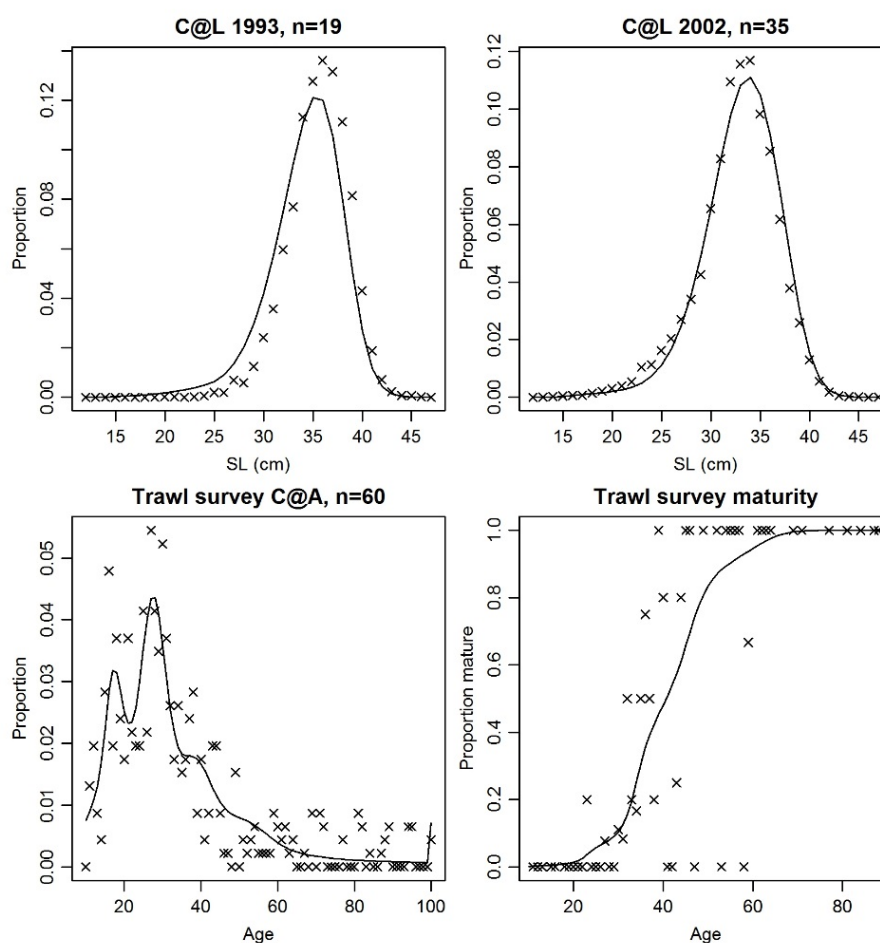 C@L 1993, n=19
Proportion
0.00 0.04 0.08 0.12
15 20 25 30 35 40 45
SL (cm)
C@L 2002, n=35
Proportion
0.00 0.02 0.04 0.06 0.08 0.10 0.12
15 20 25 30 35 40 45
SL (cm)
Trawl survey C@A, n=60
Proportion
0.00 0.01 0.02 0.03 0.04 0.05
20 40 60 80 100
Age
Trawl survey maturity
Proportion mature
0.0 0.2 0.4 0.6 0.8 1.0
20 40 60 80
Age